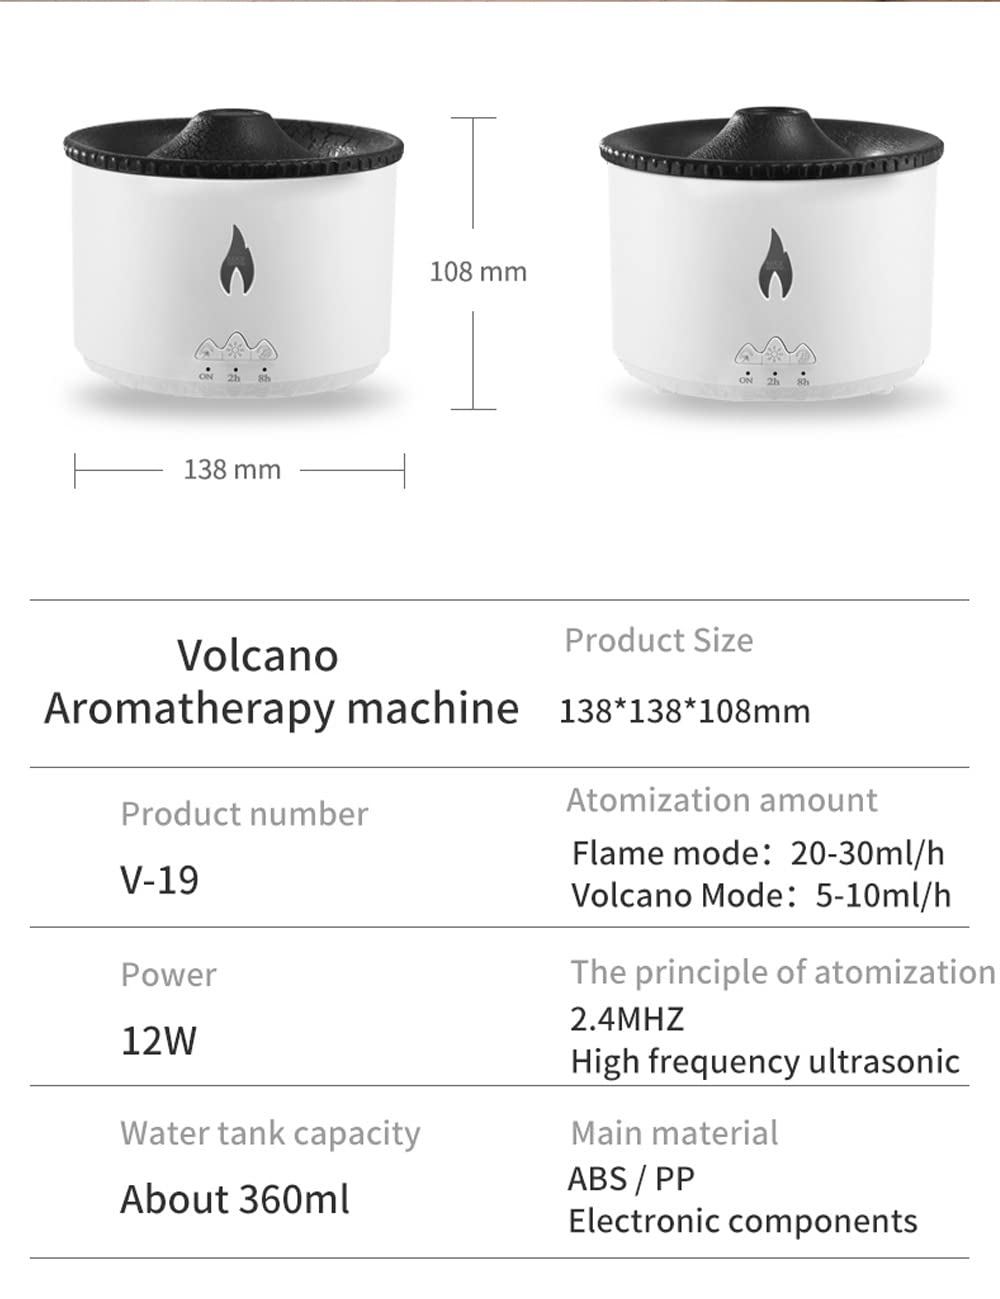 108 mm
ON 2h 8h
ON 2h 8h
138 mm
Volcano
Aromatherapy machine
Product Size
138*138*108mm
Product number
V-19
Atomization amount
Flame mode：20-30ml/h
Volcano Mode：5-10ml/h
Power
12W
The principle of atomization
2.4MHZ
High frequency ultrasonic
Water tank capacity
About 360ml
Main material
ABS / PP
Electronic components